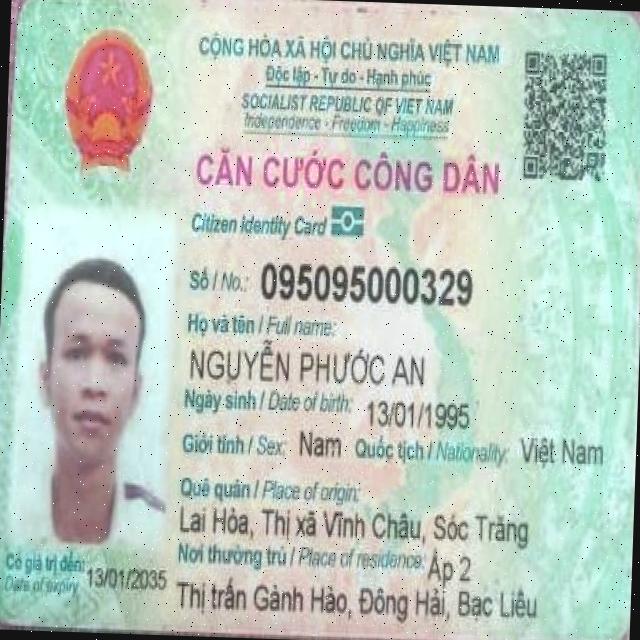 CỘNG HÒA XÃ HỘI CHỦ NGHĨA VIỆT NAM
Độc lập - Tự do - Hạnh phúc
SOCIALIST REPUBLIC OF VIET NAM
Independence - Freedom - Happiness
CĂN CƯỚC CÔNG DÂN
Citizen Identity Card
Số / No.: 095095000329
Họ và tên / Full name:
NGUYỄN PHƯỚC AN
Ngày sinh / Date of birth: 13/01/1995
Giới tính / Sex: Nam Quốc tịch / Nationality: Việt Nam
Quê quán / Place of origin:
Lai Hòa, Thị xã Vĩnh Châu, Sóc Trăng
Nơi thường trú / Place of residence: Ấp 2
Thị trấn Gành Hào, Đông Hải, Bạc Liêu
Có giá trị đến: 13/01/2035
Date of expiry